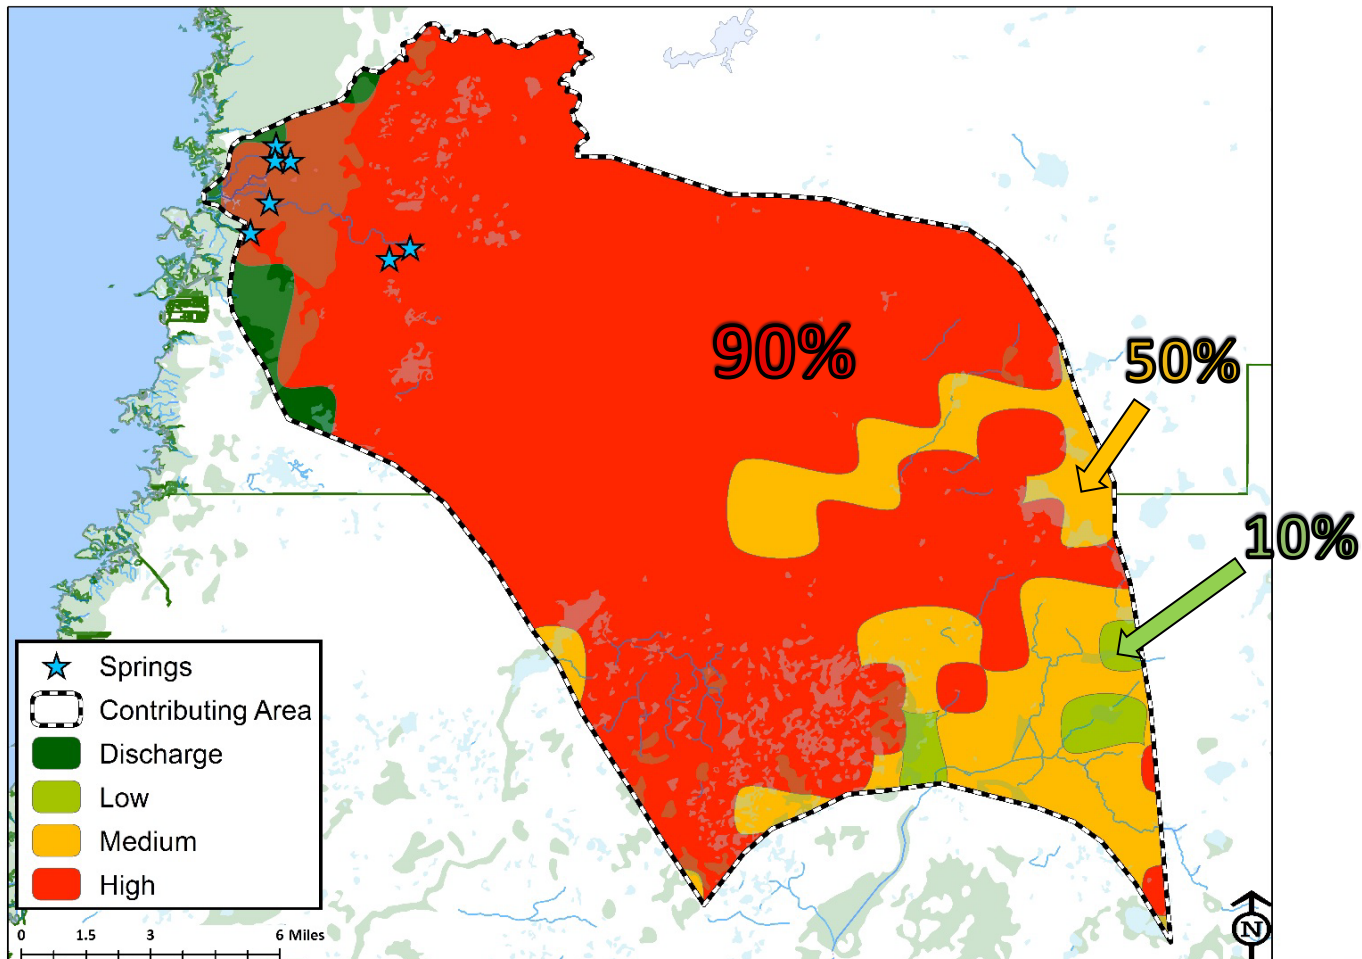 90%
50%
10%
Springs
Contributing Area
Discharge
Low
Medium
High
0 1.5 3 6 Miles
N